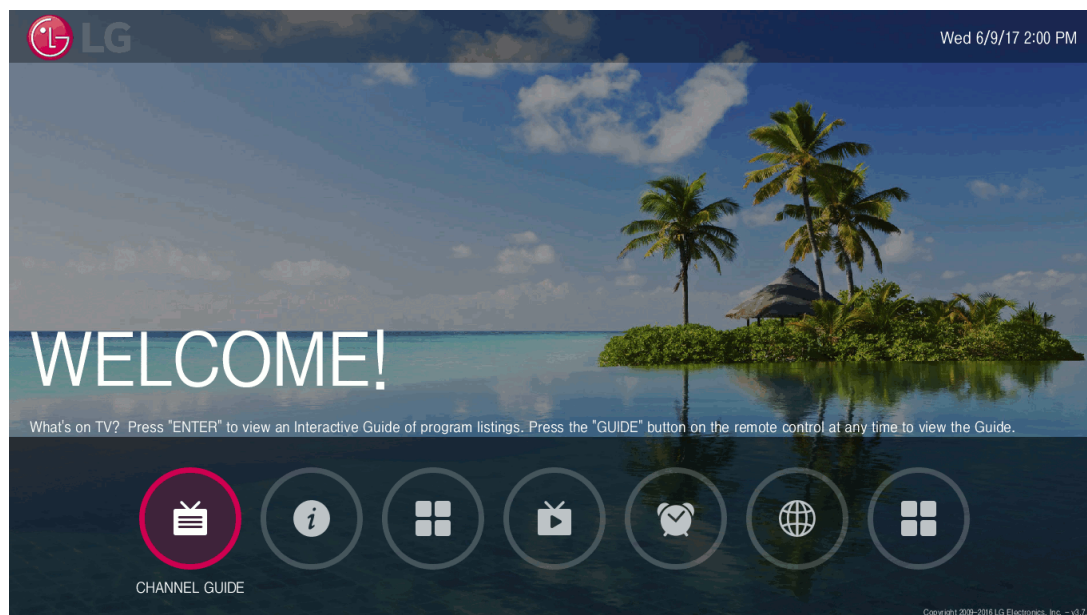 LG
Wed 6/9/17 2:00 PM
WELCOME!
What's on TV?  Press "ENTER" to view an Interactive Guide of program listings. Press the "GUIDE" button on the remote control at any time to view the Guide.
CHANNEL GUIDE
Copyright 2009-2016 LG Electronics, Inc. - v3.7